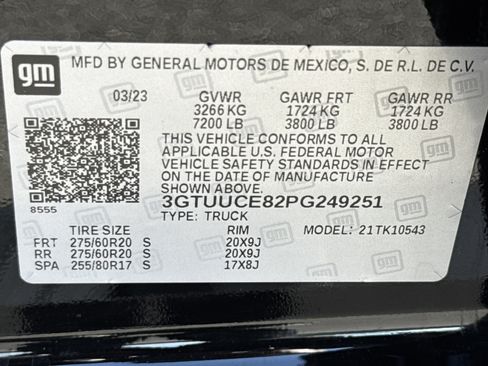 gm
MFD BY GENERAL MOTORS DE MEXICO, S. DE R.L. DE C.V.
03/23 GVWR GAWR FRT GAWR RR
3266 KG 1724 KG 1724 KG
7200 LB 3800 LB 3800 LB
THIS VEHICLE CONFORMS TO ALL
APPLICABLE U.S. FEDERAL MOTOR
VEHICLE SAFETY STANDARDS IN EFFECT
ON THE DATE OF MANUFACTURE
SHOWN ABOVE.
8555
3GTUUCE82PG249251
TYPE: TRUCK MODEL: 21TK10543
TIRE SIZE RIM
FRT 275/60R20 S 20X9J
RR 275/60R20 S 20X9J
SPA 255/80R17 S 17X8J